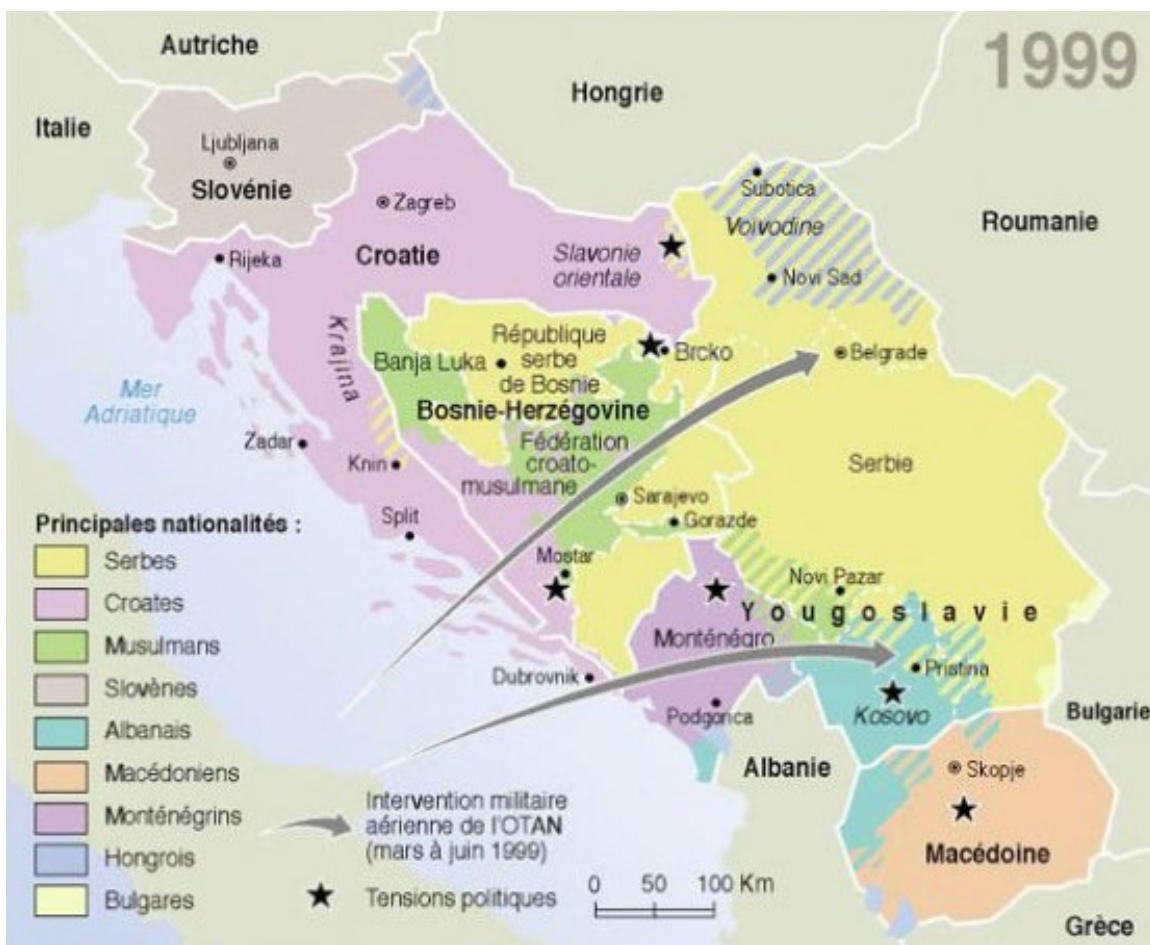 1999
Autriche
Hongrie
Italie
Ljubljana
Slovénie
Subotica
Voivodine
Roumanie
Zagreb
Croatie
Slavonie
orientale
Rijeka
Novi Sad
Krajina
République
serbe
de Bosnie
Banja Luka
Brcko
Belgrade
Mer
Adriatique
Bosnie-Herzégovine
Fédération
croato-
musulmane
Zadar
Knin
Serbie
Sarajevo
Gorazde
Split
Mostar
Novi Pazar
Yougoslavie
Monténégro
Dubrovnik
Pristina
Kosovo
Podgorica
Bulgarie
Albanie
Skopje
Macédoine
Grèce
Principales nationalités :
Serbes
Croates
Musulmans
Slovènes
Albanais
Macédoniens
Monténégrins
Hongrois
Bulgares
Intervention militaire
aérienne de l'OTAN
(mars à juin 1999)
Tensions politiques
0 50 100 Km